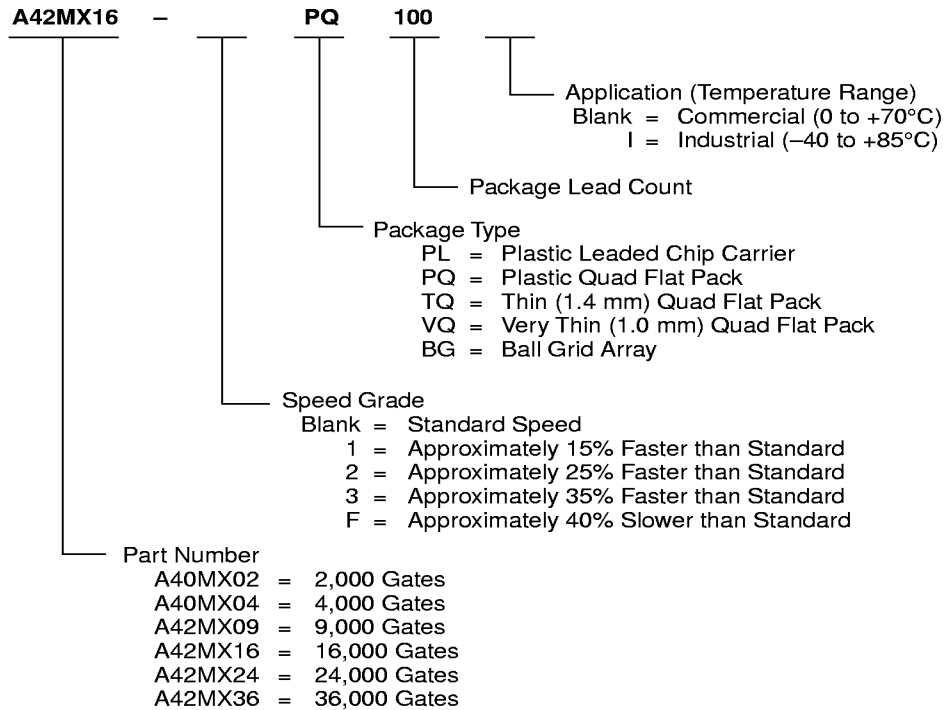 A42MX16 – PQ 100
Application (Temperature Range)
Blank = Commercial (0 to +70°C)
I = Industrial (–40 to +85°C)
Package Lead Count
Package Type
PL = Plastic Leaded Chip Carrier
PQ = Plastic Quad Flat Pack
TQ = Thin (1.4 mm) Quad Flat Pack
VQ = Very Thin (1.0 mm) Quad Flat Pack
BG = Ball Grid Array
Speed Grade
Blank = Standard Speed
1 = Approximately 15% Faster than Standard
2 = Approximately 25% Faster than Standard
3 = Approximately 35% Faster than Standard
F = Approximately 40% Slower than Standard
Part Number
A40MX02 = 2,000 Gates
A40MX04 = 4,000 Gates
A42MX09 = 9,000 Gates
A42MX16 = 16,000 Gates
A42MX24 = 24,000 Gates
A42MX36 = 36,000 Gates